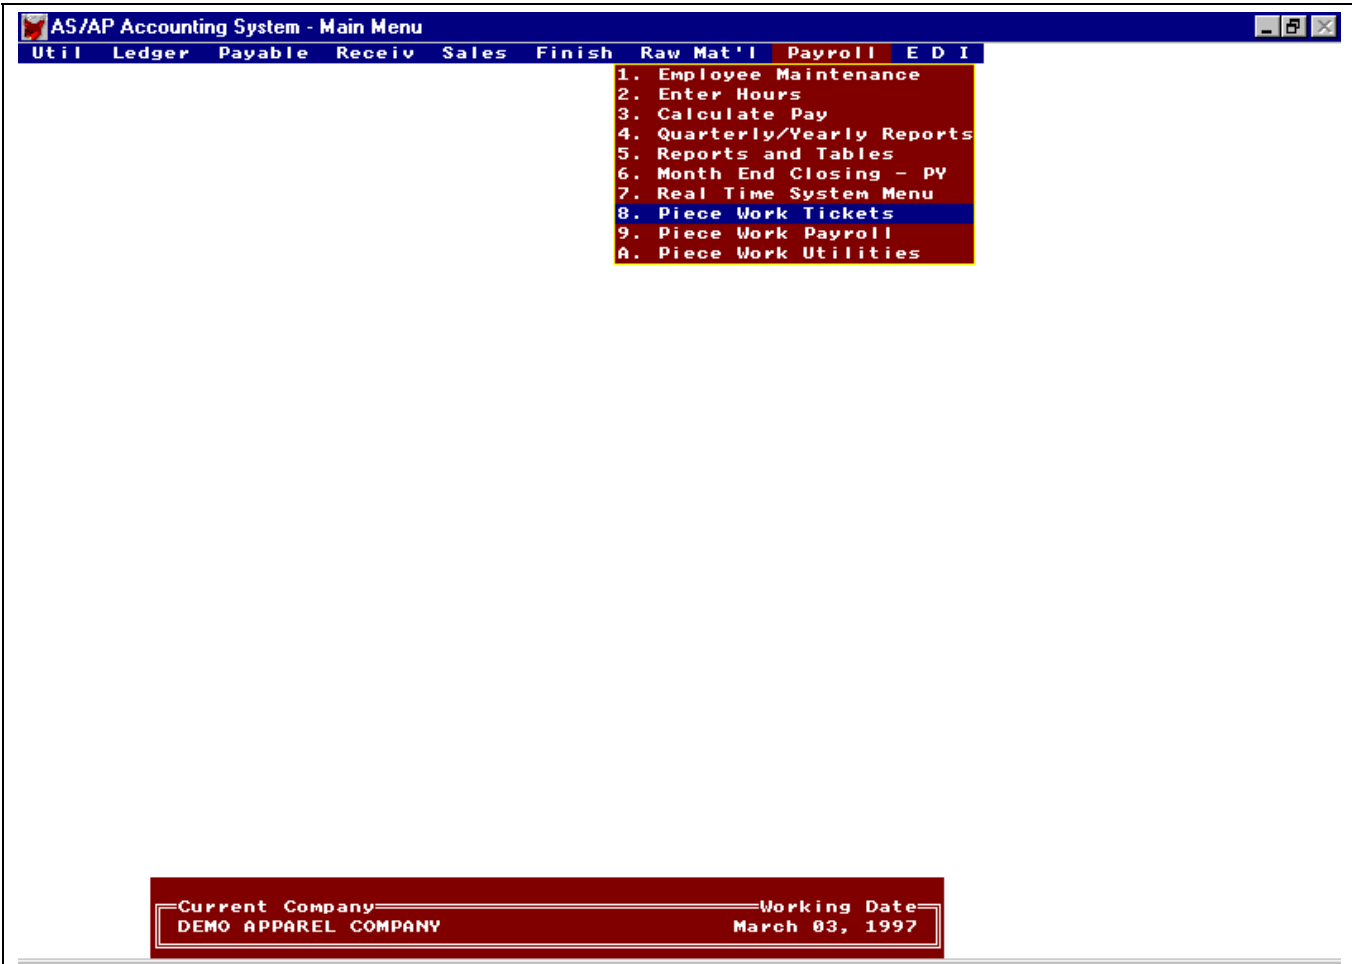 AS/AP Accounting System - Main Menu
Util Ledger Payable Receiv Sales Finish Raw Mat'l Payroll E D I
1. Employee Maintenance
2. Enter Hours
3. Calculate Pay
4. Quarterly/Yearly Reports
5. Reports and Tables
6. Month End Closing - PY
7. Real Time System Menu
8. Piece Work Tickets
9. Piece Work Payroll
A. Piece Work Utilities
Current Company Working Date
DEMO APPAREL COMPANY March 03, 1997